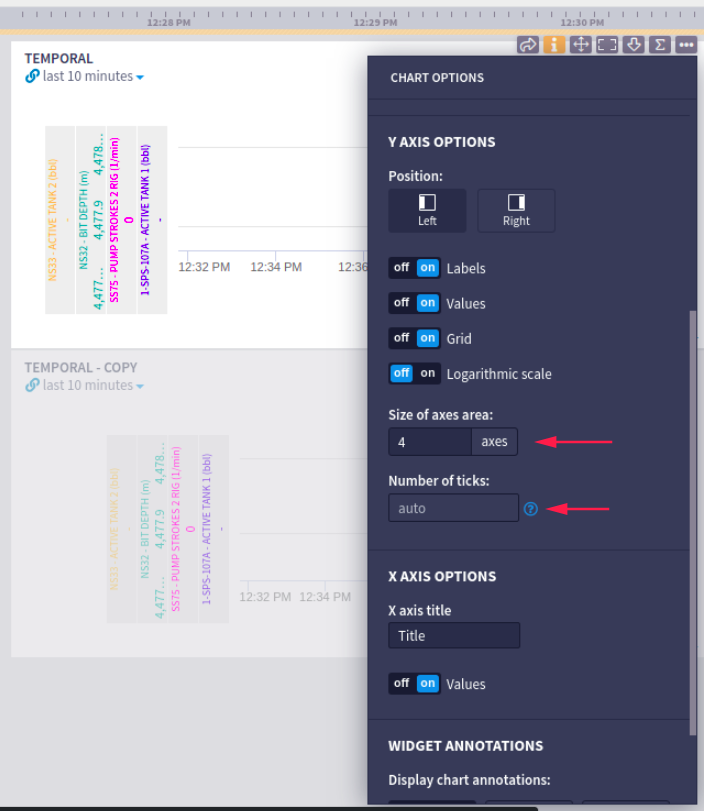 12:28 PM 12:29 PM 12:30 PM
TEMPORAL
last 10 minutes
NS33 - ACTIVE TANK 2 (bbl)
-
NS32 - BIT DEPTH (m)
4,477... 4,477.9 4,478...
SS75 - PUMP STROKES 2 RIG (1/min)
0
1-SPS-107A - ACTIVE TANK 1 (bbl)
-
12:32 PM 12:34 PM 12:36
TEMPORAL - COPY
last 10 minutes
NS33 - ACTIVE TANK 2 (bbl)
-
NS32 - BIT DEPTH (m)
4,477... 4,477.9 4,478...
SS75 - PUMP STROKES 2 RIG (1/min)
0
1-SPS-107A - ACTIVE TANK 1 (bbl)
-
12:32 PM 12:34 PM
CHART OPTIONS
Y AXIS OPTIONS
Position:
Left Right
off on Labels
off on Values
off on Grid
off on Logarithmic scale
Size of axes area:
4 axes
Number of ticks:
auto ?
X AXIS OPTIONS
X axis title
Title
off on Values
WIDGET ANNOTATIONS
Display chart annotations: